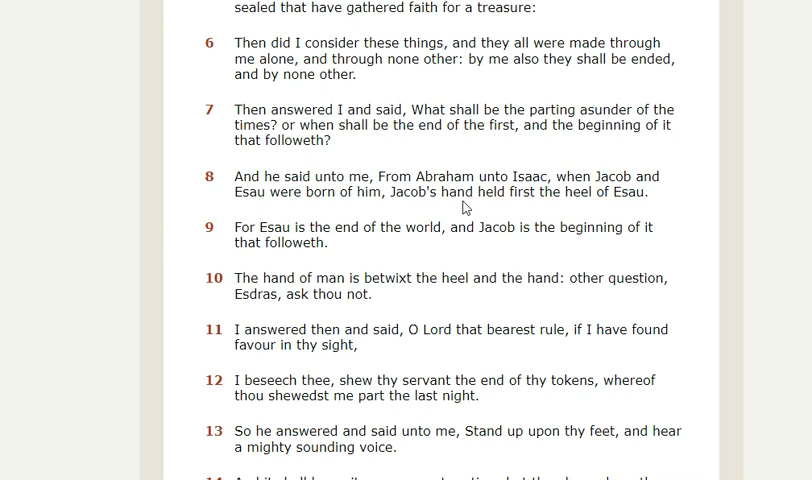 sealed that have gathered faith for a treasure:
6 Then did I consider these things, and they all were made through
me alone, and through none other: by me also they shall be ended,
and by none other.
7 Then answered I and said, What shall be the parting asunder of the
times? or when shall be the end of the first, and the beginning of it
that followeth?
8 And he said unto me, From Abraham unto Isaac, when Jacob and
Esau were born of him, Jacob's hand held first the heel of Esau.
9 For Esau is the end of the world, and Jacob is the beginning of it
that followeth.
10 The hand of man is betwixt the heel and the hand: other question,
Esdras, ask thou not.
11 I answered then and said, O Lord that bearest rule, if I have found
favour in thy sight,
12 I beseech thee, shew thy servant the end of thy tokens, whereof
thou shewedst me part the last night.
13 So he answered and said unto me, Stand up upon thy feet, and hear
a mighty sounding voice.